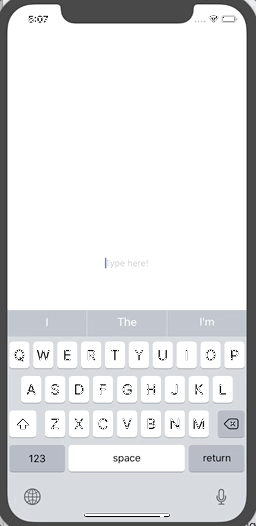 5:07
Type here!
I The I'm
Q W E R T Y U I O P
A S D F G H J K L
Z X C V B N M
123 space return